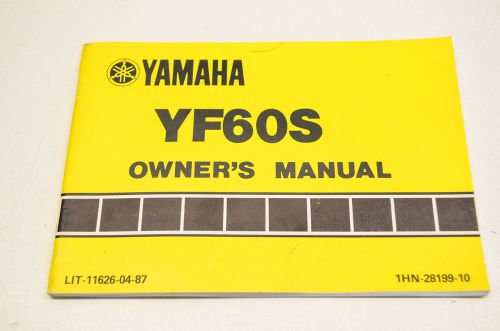 YAMAHA
YF60S
OWNER'S MANUAL
LIT-11626-04-87 1HN-28199-10